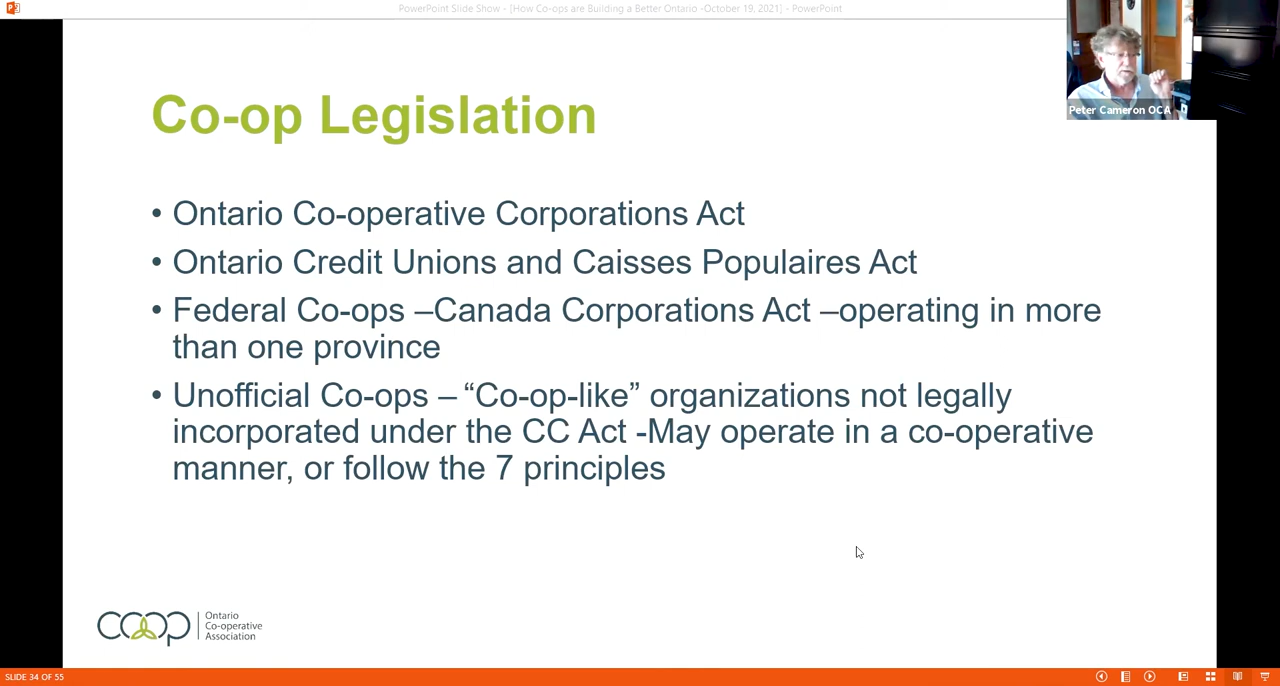 PowerPoint Slide Show - [How Co-ops are Building a Better Ontario -October 19, 2021] - PowerPoint
Peter Cameron OCA
Co-op Legislation
• Ontario Co-operative Corporations Act
• Ontario Credit Unions and Caisses Populaires Act
• Federal Co-ops –Canada Corporations Act –operating in more
than one province
• Unofficial Co-ops – “Co-op-like” organizations not legally
incorporated under the CC Act -May operate in a co-operative
manner, or follow the 7 principles
COOP
Ontario
Co-operative
Association
SLIDE 34 OF 55